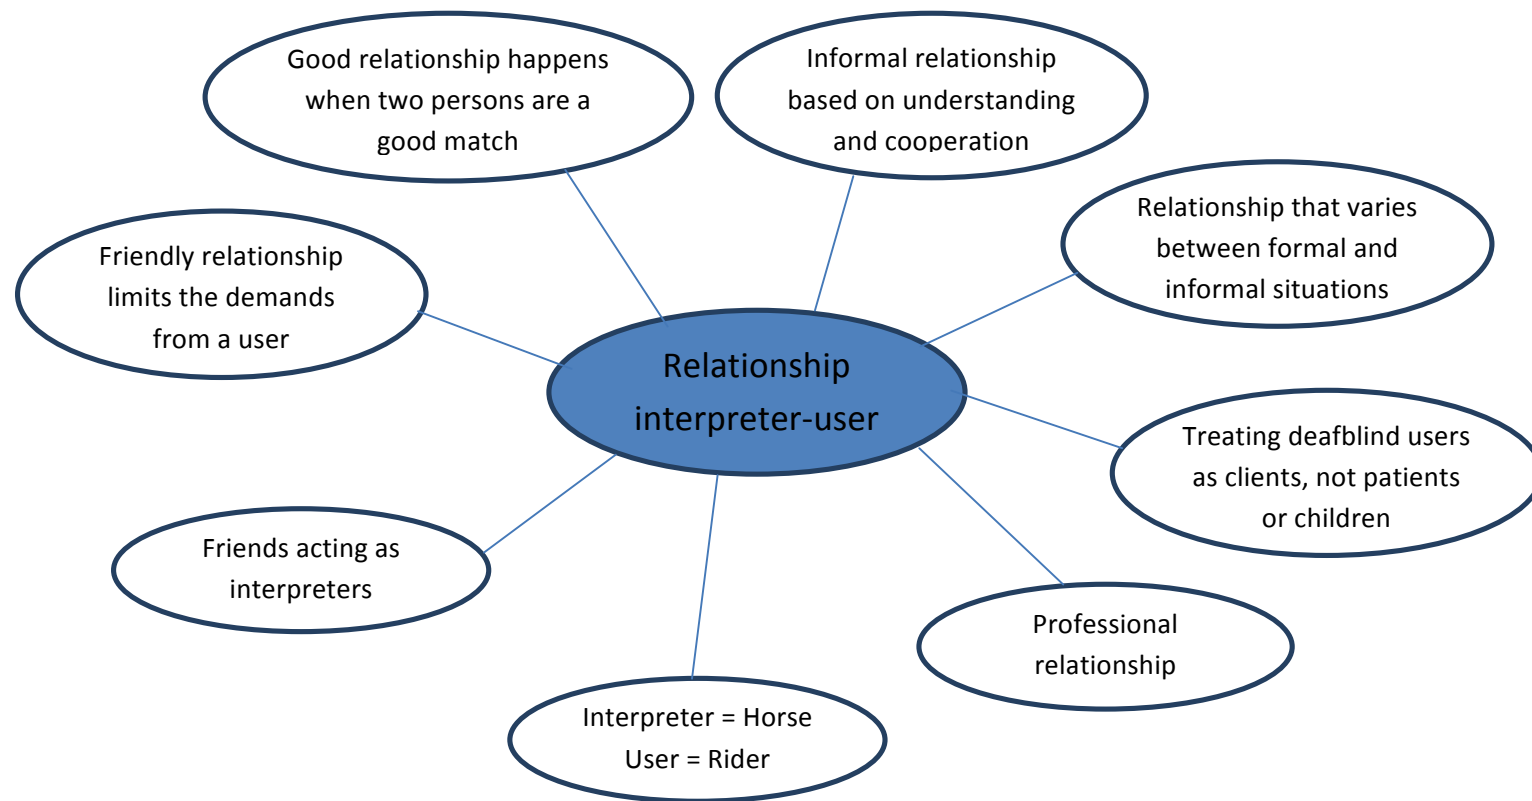 Good relationship happens
when two persons are a
good match
Informal relationship
based on understanding
and cooperation
Relationship that varies
between formal and
informal situations
Friendly relationship
limits the demands
from a user
Relationship
interpreter-user
Treating deafblind users
as clients, not patients
or children
Friends acting as
interpreters
Professional
relationship
Interpreter = Horse
User = Rider